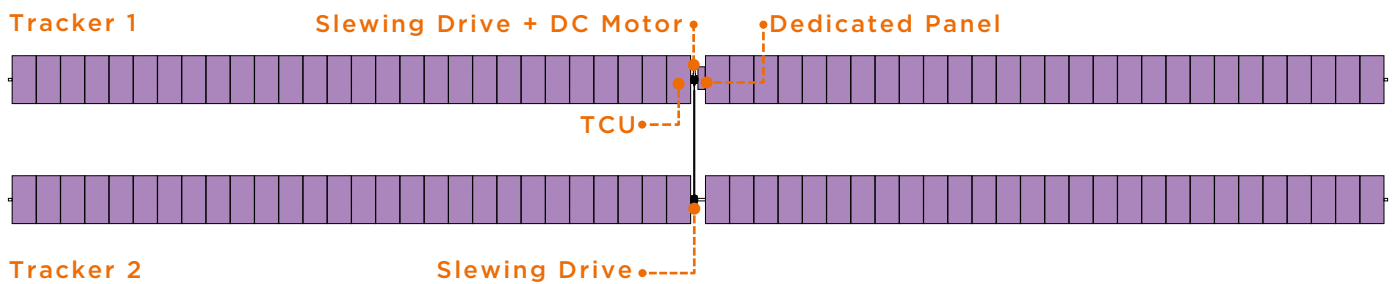 Tracker 1
Slewing Drive + DC Motor
Dedicated Panel
TCU
Tracker 2
Slewing Drive